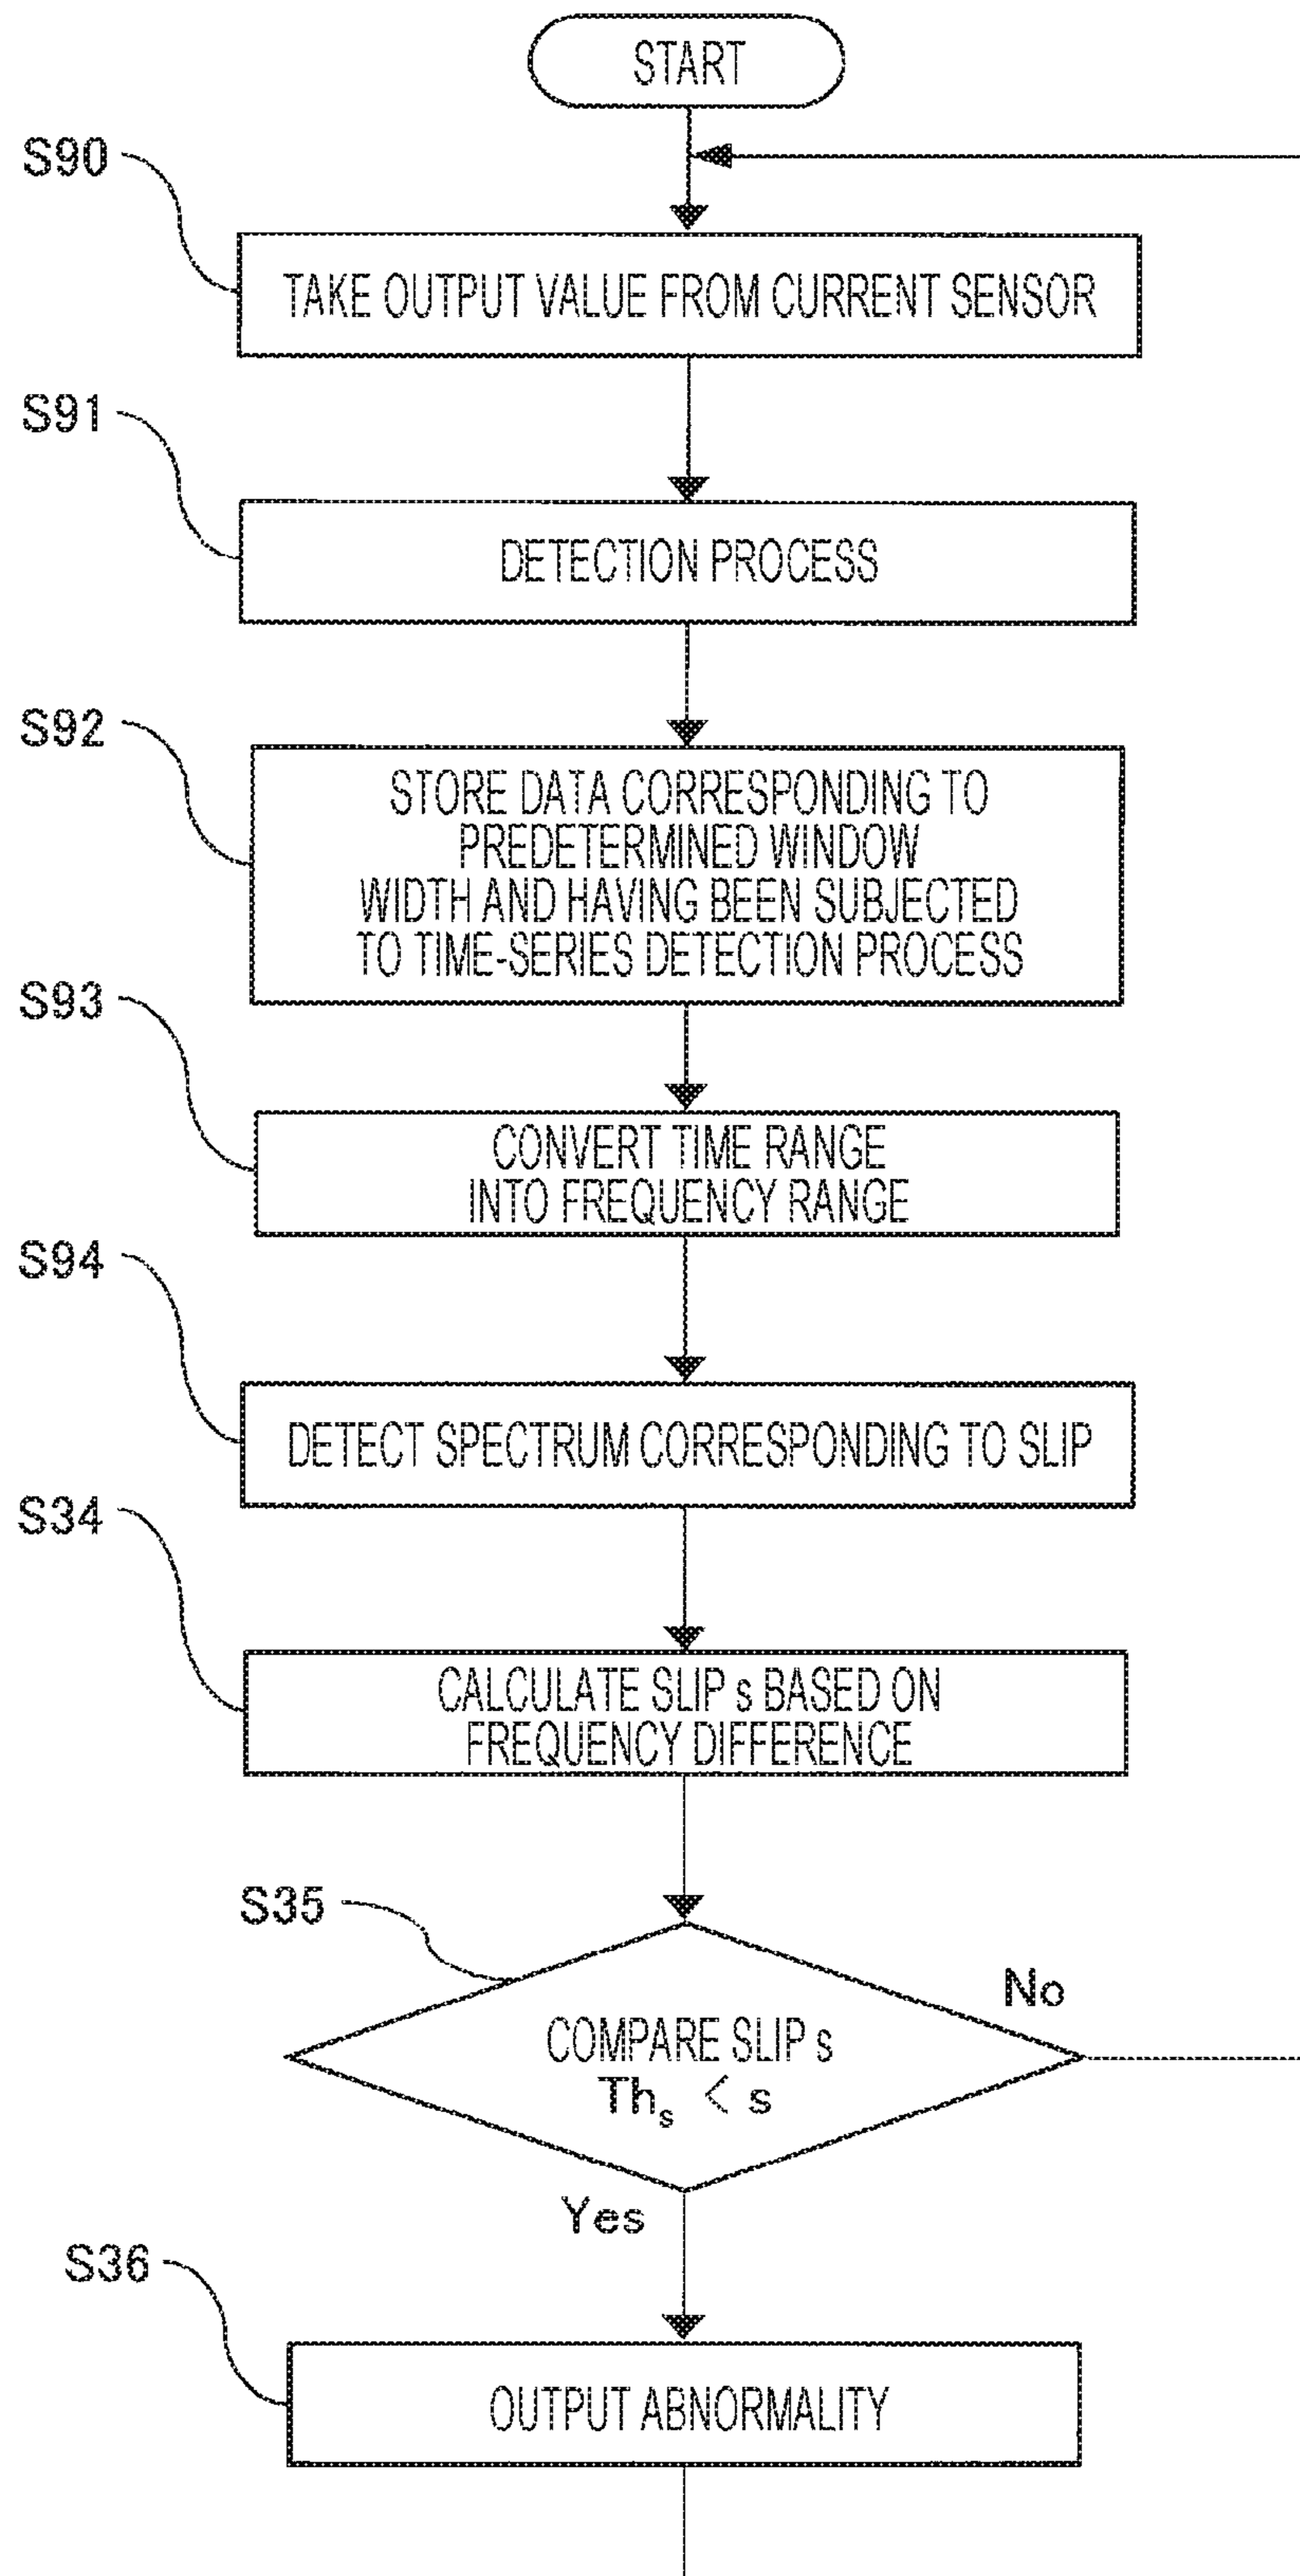 START
S90
TAKE OUTPUT VALUE FROM CURRENT SENSOR
S91
DETECTION PROCESS
S92
STORE DATA CORRESPONDING TO
PREDETERMINED WINDOW
WIDTH AND HAVING BEEN SUBJECTED
TO TIME-SERIES DETECTION PROCESS
S93
CONVERT TIME RANGE
INTO FREQUENCY RANGE
S94
DETECT SPECTRUM CORRESPONDING TO SLIP
S34
CALCULATE SLIP s BASED ON
FREQUENCY DIFFERENCE
S35
No
COMPARE SLIP s
Thₛ < s
Yes
S36
OUTPUT ABNORMALITY